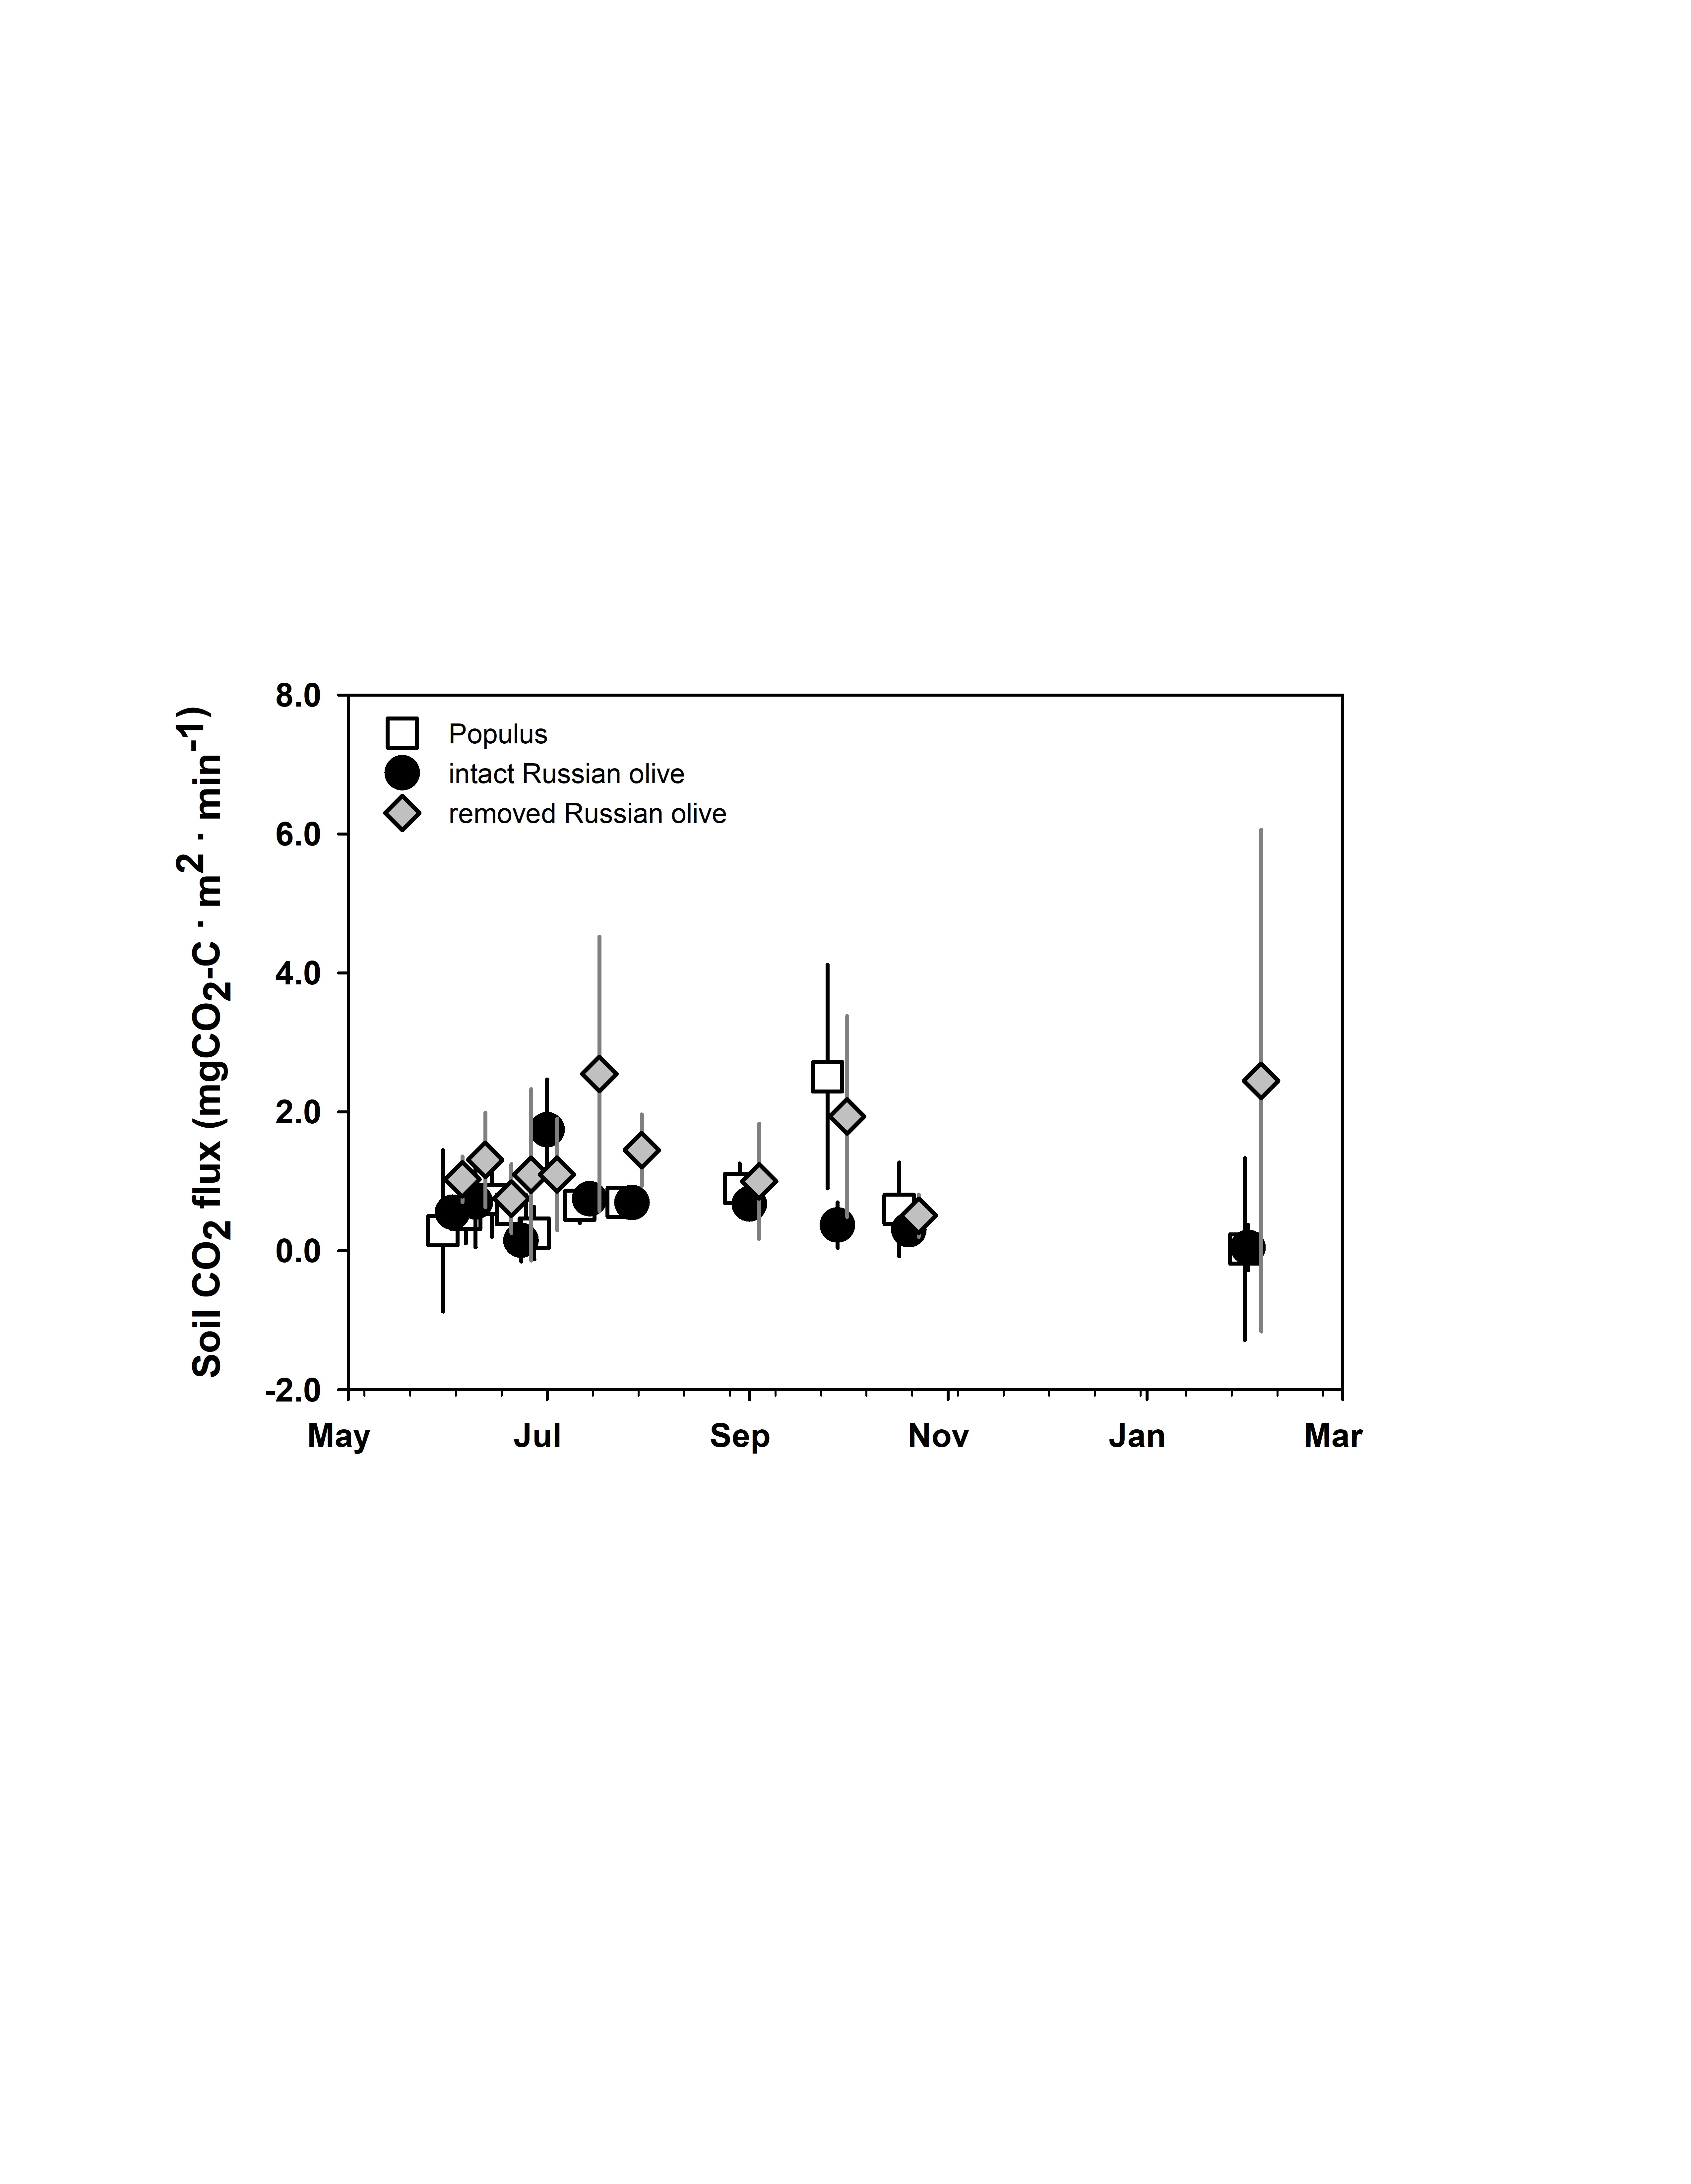 8.0
6.0
4.0
2.0
0.0
-2.0
Soil CO2 flux (mgCO2-C · m2 · min-1)
Populus
intact Russian olive
removed Russian olive
May Jul Sep Nov Jan Mar